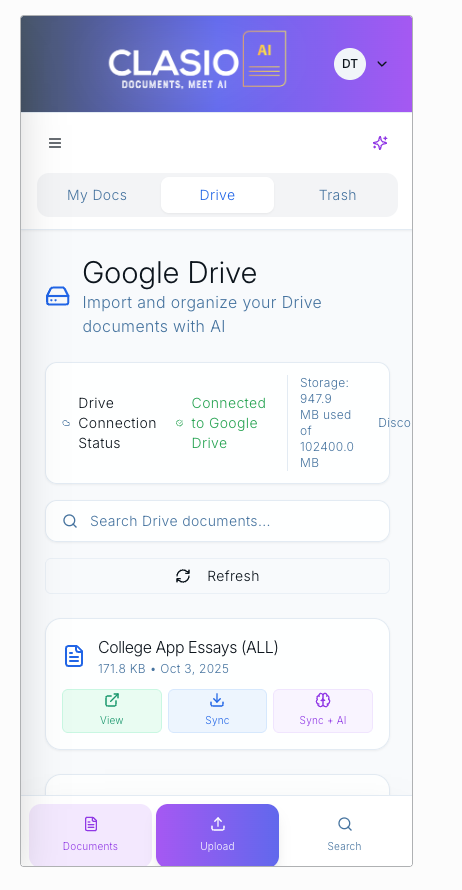 CLASIO
AI
DOCUMENTS, MEET AI
DT
My Docs
Drive
Trash
Google Drive
Import and organize your Drive
documents with AI
Drive
Connection
Status
Connected
to Google
Drive
Storage:
947.9
MB used
of
102400.0
MB
Disco
Search Drive documents...
Refresh
College App Essays (ALL)
171.8 KB • Oct 3, 2025
View
Sync
Sync + AI
Documents
Upload
Search